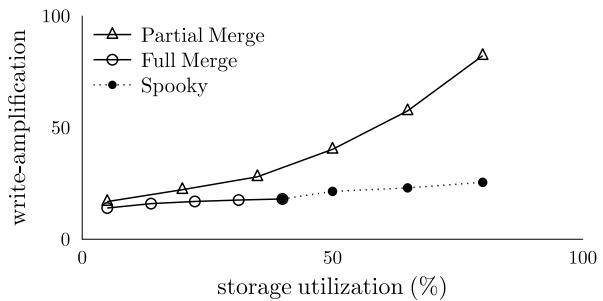 100
Partial Merge
Full Merge
Spooky
write-amplification
50
0
0
50
100
storage utilization (%)